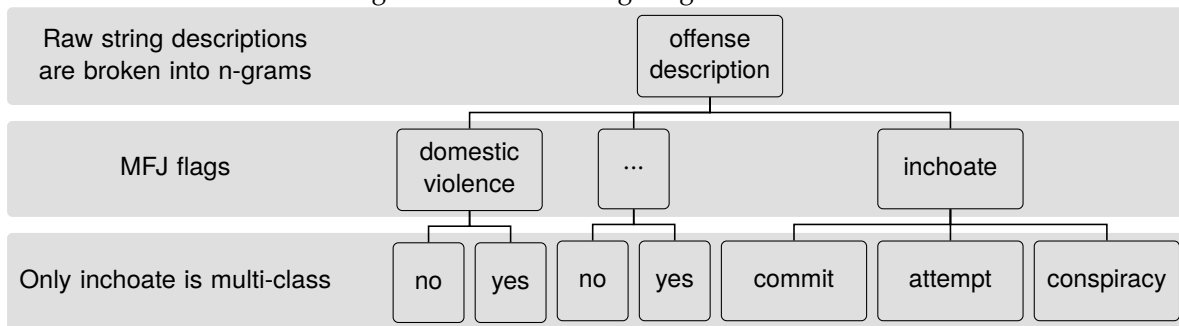 Raw string descriptions
are broken into n-grams
offense
description
MFJ flags
domestic
violence
...
inchoate
Only inchoate is multi-class
no
yes
no
yes
commit
attempt
conspiracy